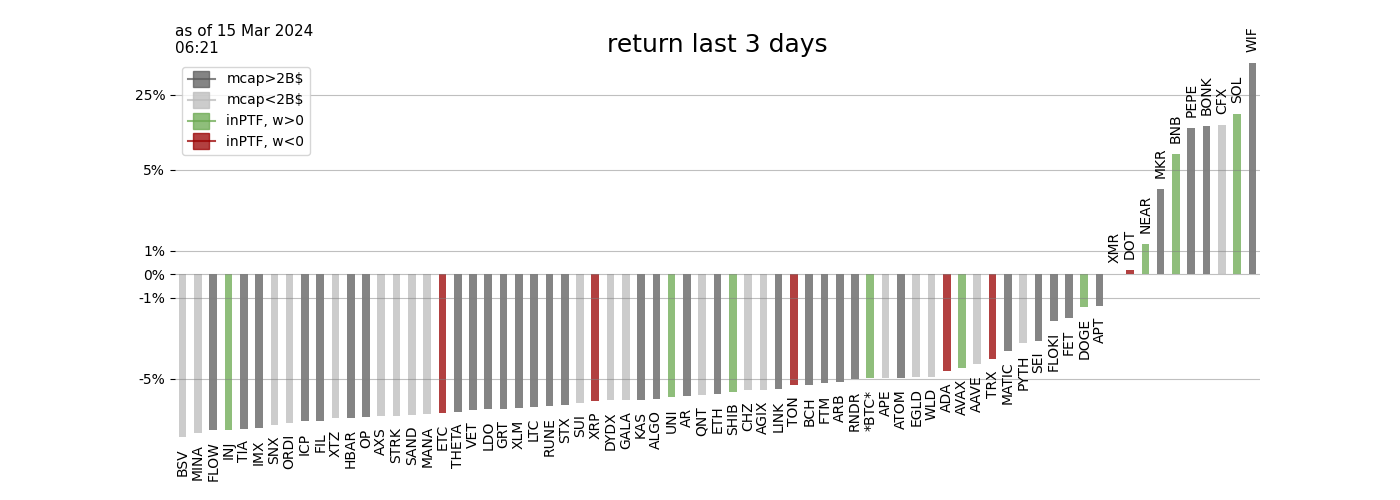 as of 15 Mar 2024
06:21
return last 3 days
mcap>2B$
mcap<2B$
inPTF, w>0
inPTF, w<0
25%
5%
1%
0%
-1%
-5%
BSV
MINA
FLOW
INJ
TIA
IMX
SNX
ORDI
ICP
FIL
XTZ
HBAR
OP
AXS
STRK
SAND
MANA
ETC
THETA
VET
LDO
GRT
XLM
LTC
RUNE
STX
SUI
XRP
DYDX
GALA
KAS
ALGO
UNI
AR
QNT
ETH
SHIB
CHZ
AGIX
LINK
TON
BCH
FTM
ARB
RNDR
*BTC*
APE
ATOM
EGLD
WLD
ADA
AVAX
AAVE
TRX
MATIC
PYTH
SEI
FLOKI
FET
DOGE
APT
XMR
DOT
NEAR
MKR
BNB
PEPE
BONK
CFX
SOL
WIF